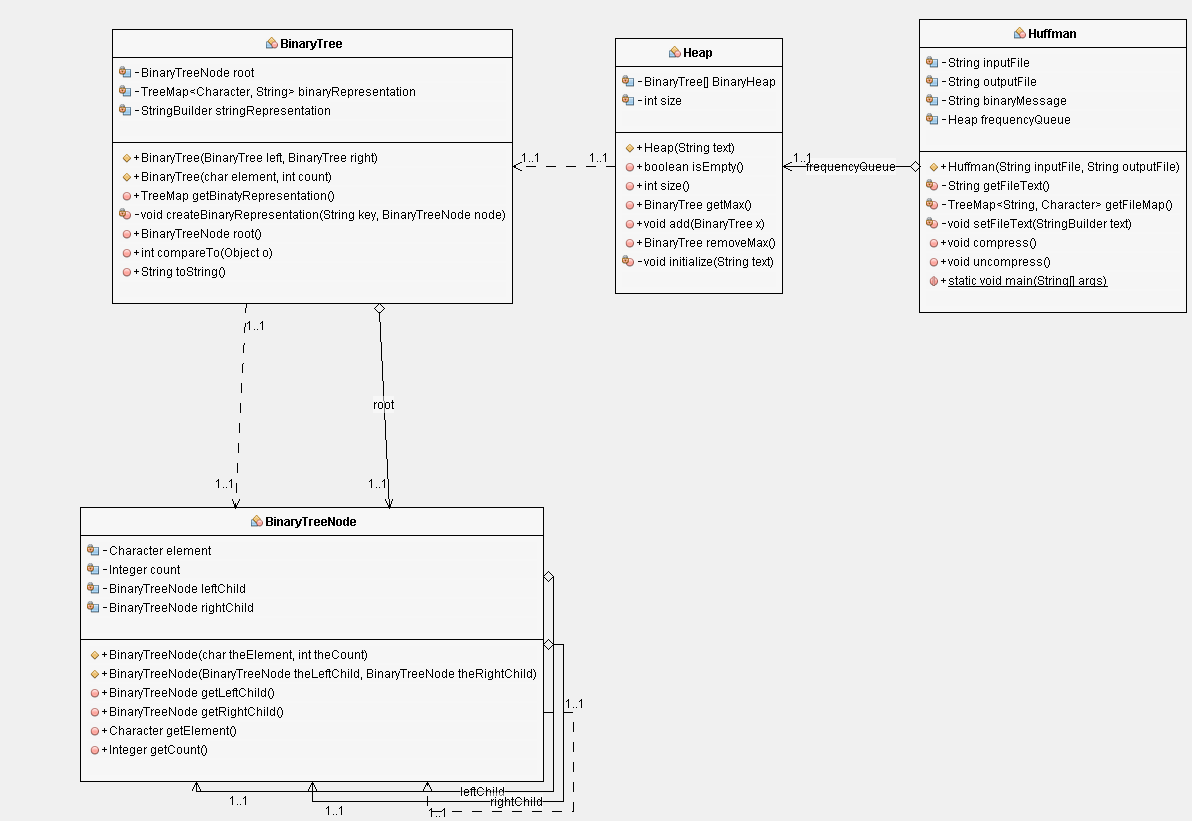 BinaryTree
-BinaryTreeNode root
-TreeMap<Character, String> binaryRepresentation
-StringBuilder stringRepresentation
+BinaryTree(BinaryTree left, BinaryTree right)
+BinaryTree(char element, int count)
+TreeMap getBinatyRepresentation()
-void createBinaryRepresentation(String key, BinaryTreeNode node)
+BinaryTreeNode root()
+int compareTo(Object o)
+String toString()
1..1
1..1
Heap
-BinaryTree[] BinaryHeap
-int size
+Heap(String text)
+boolean isEmpty()
+int size()
+BinaryTree getMax()
+void add(BinaryTree x)
+BinaryTree removeMax()
-void initialize(String text)
1..1
frequencyQueue
Huffman
-String inputFile
-String outputFile
-String binaryMessage
-Heap frequencyQueue
+Huffman(String inputFile, String outputFile)
-String getFileText()
-TreeMap<String, Character> getFileMap()
-void setFileText(StringBuilder text)
+void compress()
+void uncompress()
+static void main(String[] args)
1..1
root
1..1
1..1
BinaryTreeNode
-Character element
-Integer count
-BinaryTreeNode leftChild
-BinaryTreeNode rightChild
+BinaryTreeNode(char theElement, int theCount)
+BinaryTreeNode(BinaryTreeNode theLeftChild, BinaryTreeNode theRightChild)
+BinaryTreeNode getLeftChild()
+BinaryTreeNode getRightChild()
+Character getElement()
+Integer getCount()
1..1
leftChild
rightChild
1..1
1..1
1..1